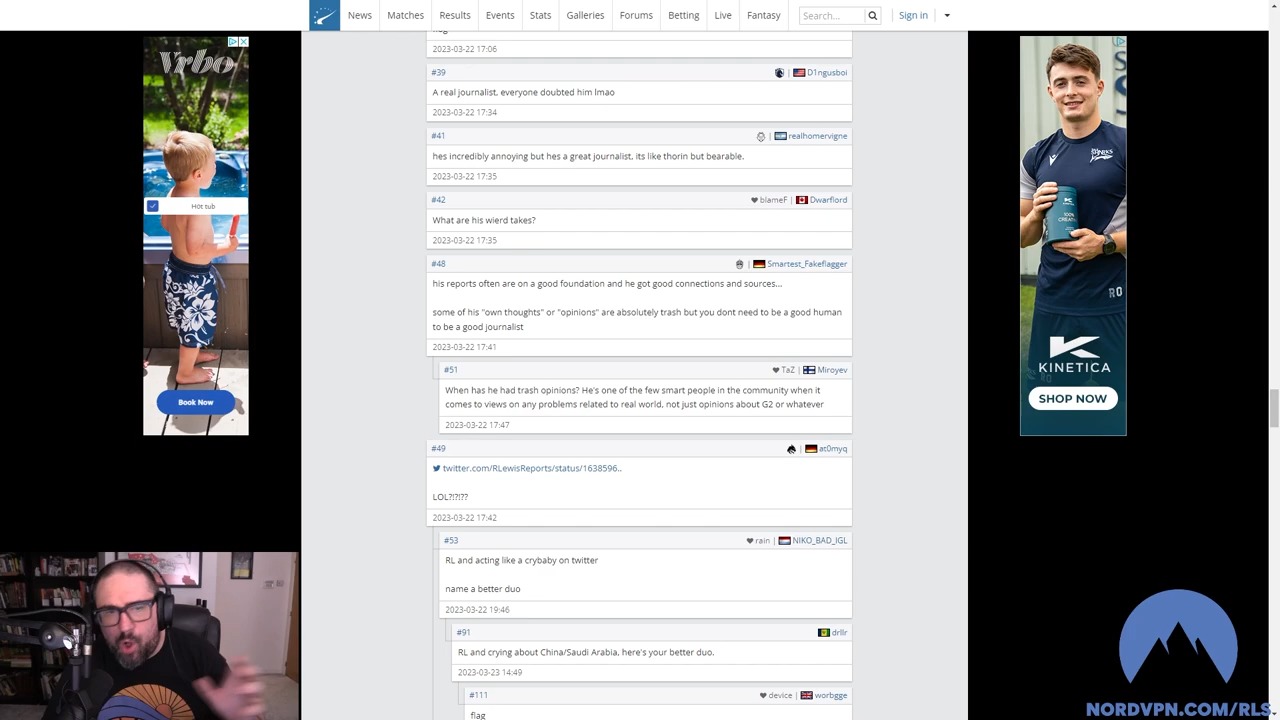 News Matches Results Events Stats Galleries Forums Betting Live Fantasy Search... Sign in
2023-03-22 17:06
#39 D1ngusboi
A real journalist, everyone doubted him lmao
2023-03-22 17:34
#41 realhomervigne
hes incredibly annoying but hes a great journalist, its like thorin but bearable.
2023-03-22 17:35
#42 blameF | Dwarflord
What are his wierd takes?
2023-03-22 17:35
#48 Smartest_Fakeflagger
his reports often are on a good foundation and he got good connections and sources...
some of his "own thoughts" or "opinions" are absolutely trash but you dont need to be a good human
to be a good journalist
2023-03-22 17:41
#51 TaZ | Miroyev
When has he had trash opinions? He's one of the few smart people in the community when it
comes to views on any problems related to real world, not just opinions about G2 or whatever
2023-03-22 17:47
#49 at0myq
twitter.com/RLewisReports/status/1638596..
LOL?!?!??
2023-03-22 17:42
#53 rain | NIKO_BAD_IGL
RL and acting like a crybaby on twitter
name a better duo
2023-03-22 19:46
#91 drllr
RL and crying about China/Saudi Arabia, here's your better duo.
2023-03-23 14:49
#111 device | worbgge
flag
Vrbo
Hot tub
Book Now
SHARKS
100%
CREATINE
RO
KINETICA
SHOP NOW
NORDVPN.COM/RLS